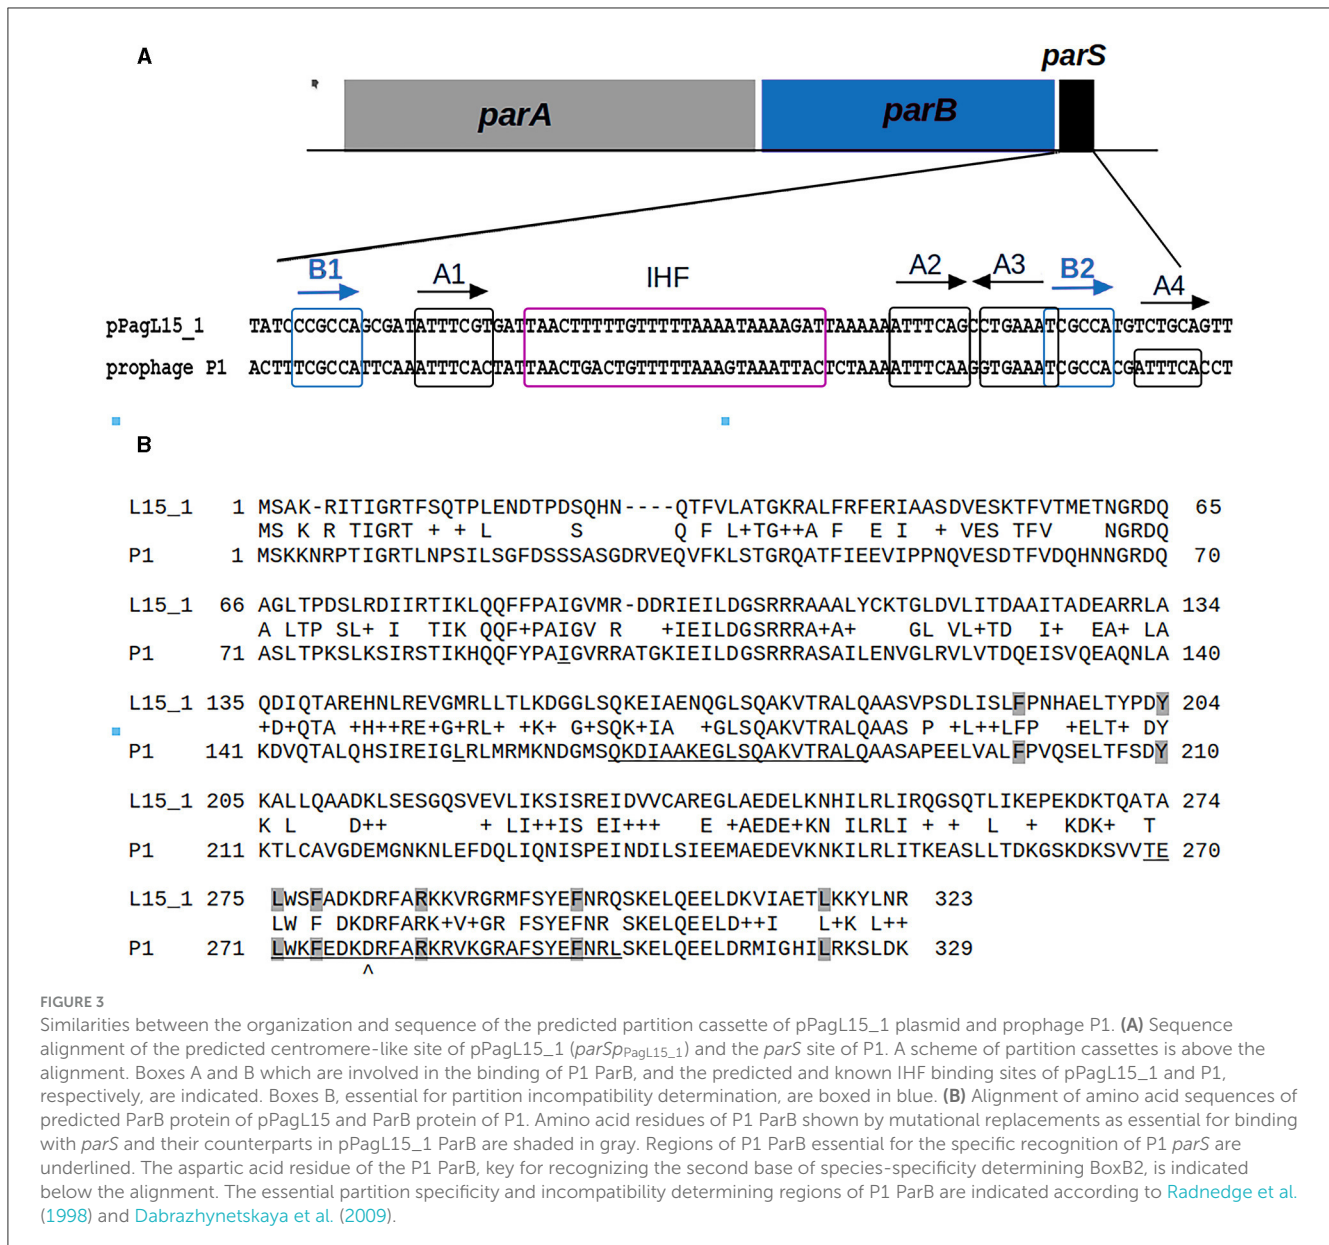 A
parS
parA
parB
B1
A1
IHF
A2
A3
B2
A4
pPagL15_1 TATCCCGCCAGCGATATTTCGTGATTAACTTTTTGTTTTTAAAATAAAAGATTAAAAAATTTCAGCCTGAAATCGCCATGTCTGCAGTT
prophage P1 ACTTTCGCCATTCAAATTTCACTATTAACTGACTGTTTTTAAAGTAAATTACTCTAAAATTTCAAGGTGAAATCGCCACGATTTCACCT
B
L15_1 1 MSAK-RITIGRTFSQTPLENDTPDSQHN----QTFVLATGKRALFRFERIAASDVESKTFVTMETNGRDQ 65
MS K R TIGRT + + L S Q F L+TG++A F E I + VES TFV NGRDQ
P1 1 MSKKNRPTIGRTLNPSILSGFDSSSASGDRVEQVFKLSTGRQATFIEEVIPPNQVESDTFVDQHNNGRDQ 70
L15_1 66 AGLTPDSLRDIIRTIKLQQFFPAIGVMR-DDRIEILDGSRRRAAALYCKTGLDVLITDAAITADEARRLA 134
A LTP SL+ I TIK QQF+PAIGV R +IEILDGSRRRA+A+ GL VL+TD I+ EA+ LA
P1 71 ASLTPKSLKSIRSTIKHQQFYPAIGVRRATGKIEILDGSRRRASAILENVGLRVLVTDQEISVQEAQNLA 140
L15_1 135 QDIQTAREHNLREVGMRLLTLKDGGLSQKEIAENQGLSQAKVTRALQAASVPSDLISLFPNHAELTYPDY 204
+D+QTA +H++RE+G+RL+ +K+ G+SQK+IA +GLSQAKVTRALQAAS P +L++LFP +ELT+ DY
P1 141 KDVQTALQHSIREIGLRLMRMKNDGMSQKDIAAKEGLSQAKVTRALQAASAPEELVALFPVQSELTFSDY 210
L15_1 205 KALLQAADKLSESGQSVEVLIKSISREIDVVCAREGLAEDELKNHILRLIRQGSQTLIKEPEKDKTQATA 274
K L D++ + LI++IS EI+++ E +AEDE+KN ILRLI + + L + KDK+ T
P1 211 KTLCAVGDEMGNKNLEFDQLIQNISPEINDILSIEEMAEDEVKNKILRLITKEASLLTDKGSKDKSVVTE 270
L15_1 275 LWSFADKDRFARKKVRGRMFSYEFNRQSKELQEELDKVIAETLKKYLNR 323
LW F DKDRFARK+V+GR FSYEFNR SKELQEELD++I L+K L++
P1 271 LWKFEDKDRFARKRVKGRAFSYEFNRLSKELQEELDRMIGHILRKSLDK 329
^
FIGURE 3
Similarities between the organization and sequence of the predicted partition cassette of pPagL15_1 plasmid and prophage P1. (A) Sequence
alignment of the predicted centromere-like site of pPagL15_1 (parSpPagL15_1) and the parS site of P1. A scheme of partition cassettes is above the
alignment. Boxes A and B which are involved in the binding of P1 ParB, and the predicted and known IHF binding sites of pPagL15_1 and P1,
respectively, are indicated. Boxes B, essential for partition incompatibility determination, are boxed in blue. (B) Alignment of amino acid sequences of
predicted ParB protein of pPagL15 and ParB protein of P1. Amino acid residues of P1 ParB shown by mutational replacements as essential for binding
with parS and their counterparts in pPagL15_1 ParB are shaded in gray. Regions of P1 ParB essential for the specific recognition of P1 parS are
underlined. The aspartic acid residue of the P1 ParB, key for recognizing the second base of species-specificity determining BoxB2, is indicated
below the alignment. The essential partition specificity and incompatibility determining regions of P1 ParB are indicated according to Radnedge et al.
(1998) and Dabrazhynetskaya et al. (2009).